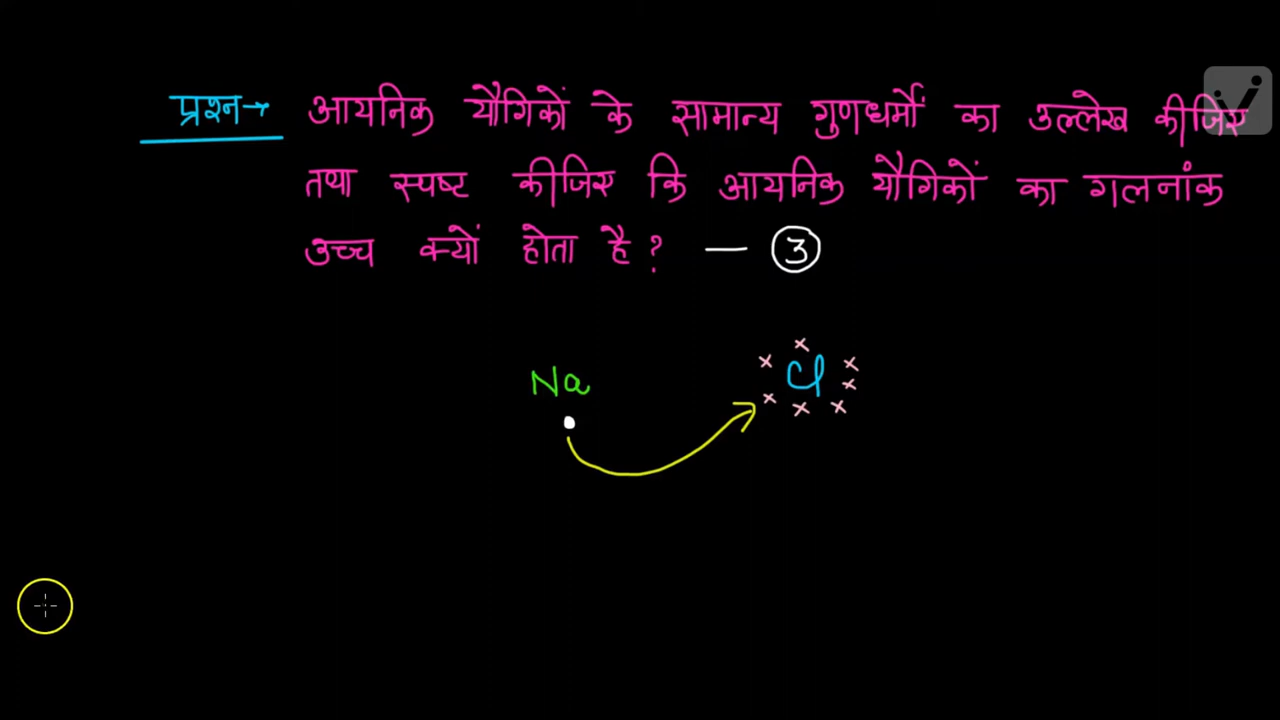 प्रश्न→ आयनिक यौगिकों के सामान्य गुणधर्मों का उल्लेख कीजिए
तथा स्पष्ट कीजिए कि आयनिक यौगिकों का गलनांक
उच्च क्यों होता है? — ③
Na Cl